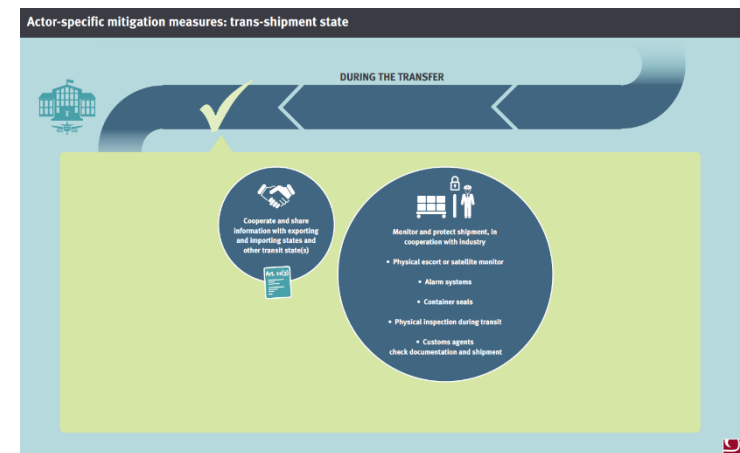 Actor-specific mitigation measures: trans-shipment state
DURING THE TRANSFER
Cooperate and share
information with exporting
and importing states and
other transit state(s)
Art. 11(3)
Monitor and protect shipment, in
cooperation with industry
• Physical escort or satellite monitor
• Alarm systems
• Container seals
• Physical inspection during transit
• Customs agents
check documentation and shipment